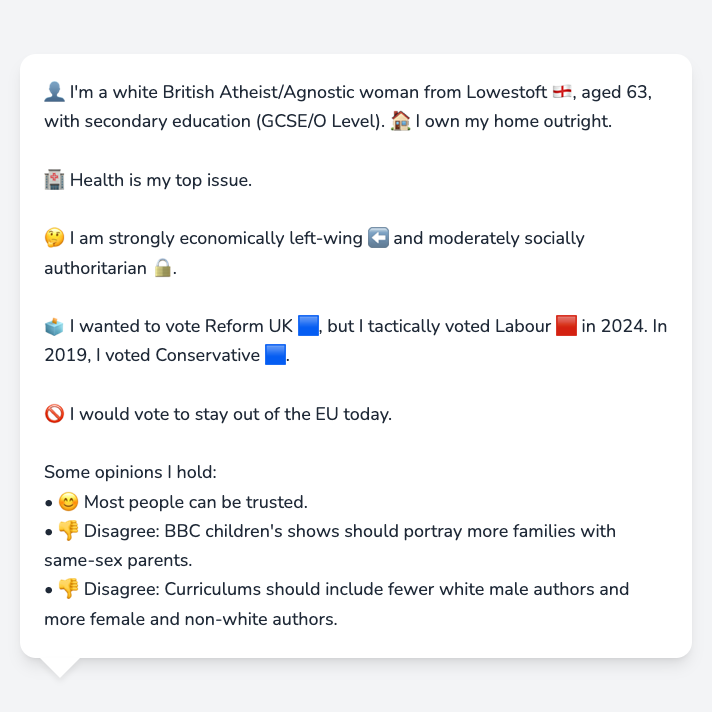 👤 I'm a white British Atheist/Agnostic woman from Lowestoft 🏴󠁧󠁢󠁥󠁮󠁧󠁿, aged 63,
with secondary education (GCSE/O Level). 🏠 I own my home outright.
🏥 Health is my top issue.
🤔 I am strongly economically left-wing ⬅️ and moderately socially
authoritarian 🔒.
🗳️ I wanted to vote Reform UK 🟦, but I tactically voted Labour 🟥 in 2024. In
2019, I voted Conservative 🟦.
🚫 I would vote to stay out of the EU today.
Some opinions I hold:
• 😊 Most people can be trusted.
• 👎 Disagree: BBC children's shows should portray more families with
same-sex parents.
• 👎 Disagree: Curriculums should include fewer white male authors and
more female and non-white authors.